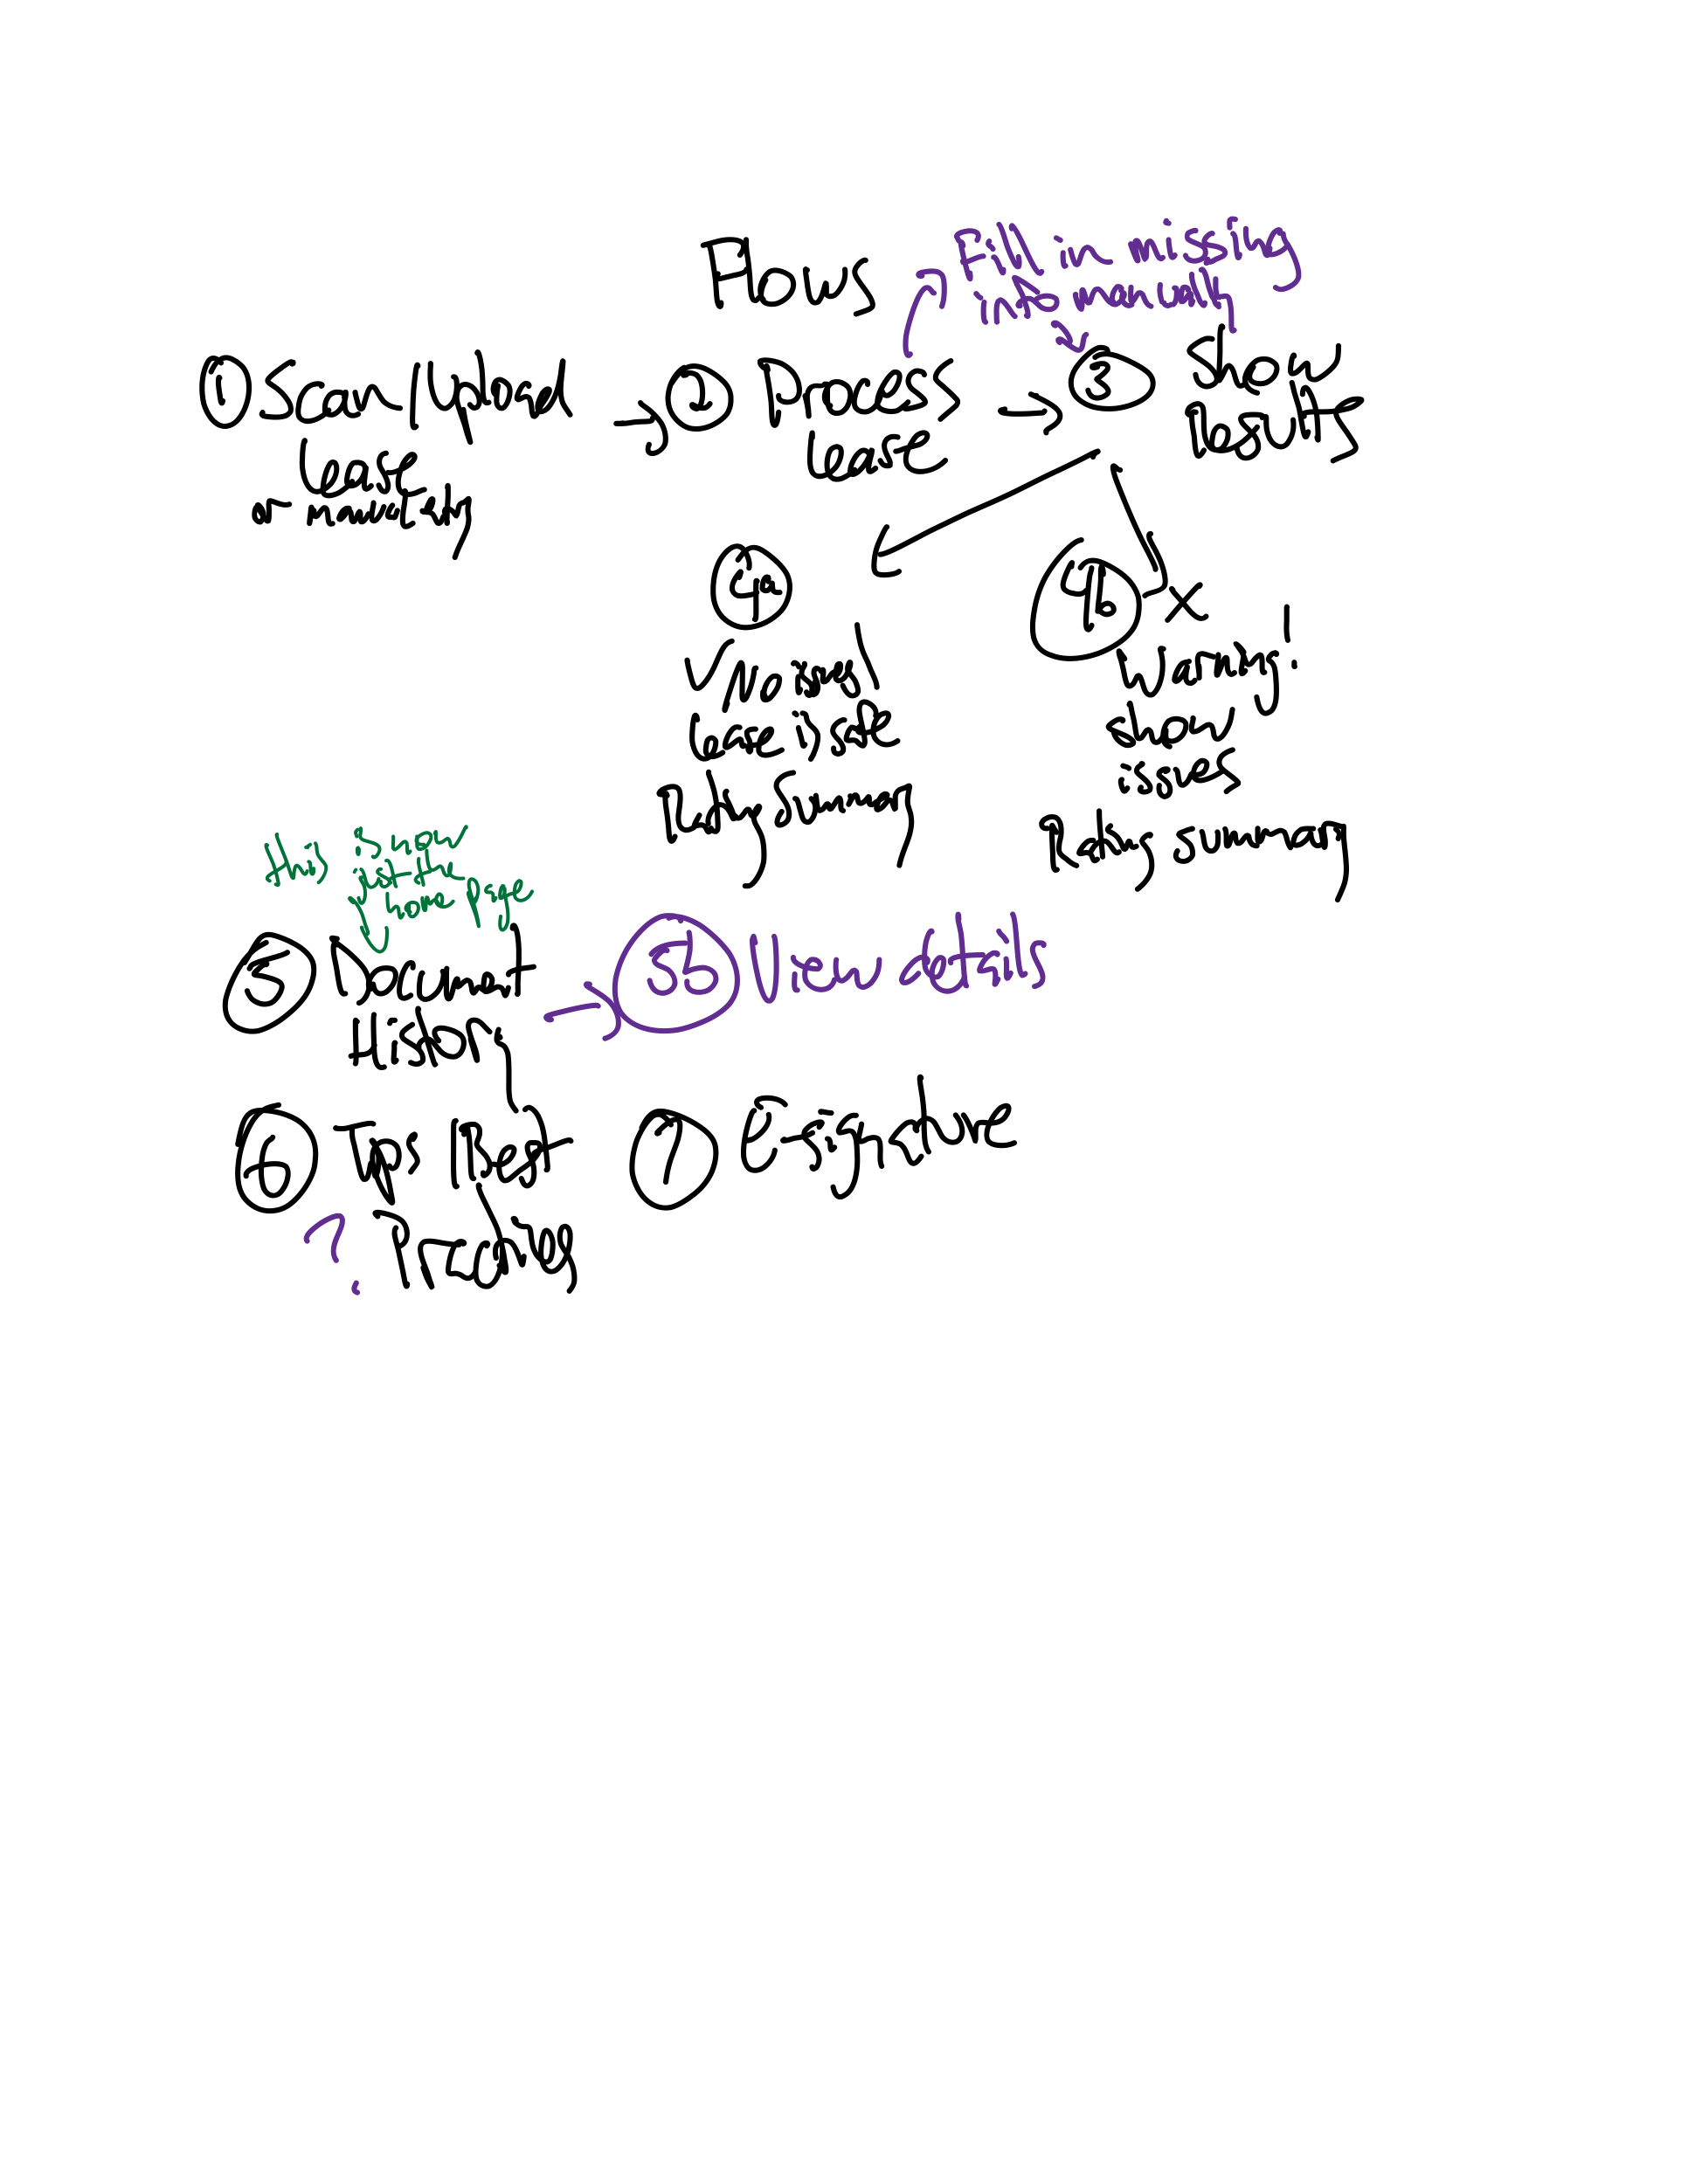 Flows
Fill in missing
info manually
① Scan/Upload
lease
or manually
② Process
lease
③ Show
Results
4a
✓ No issues!
Lease is safe
Rating Summary
4b X
Warning!
show
issues
Rating summary
this is now
just the
home page
⑤ Document
History
5b View details
⑥ Tips/Best
Practices
?
⑦ E-signature